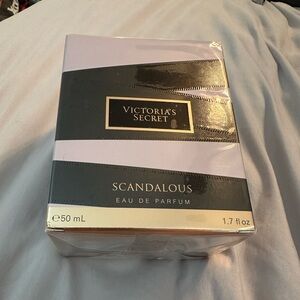 VICTORIA'S
SECRET
SCANDALOUS
EAU DE PARFUM
℮50 mL 1.7 fl oz